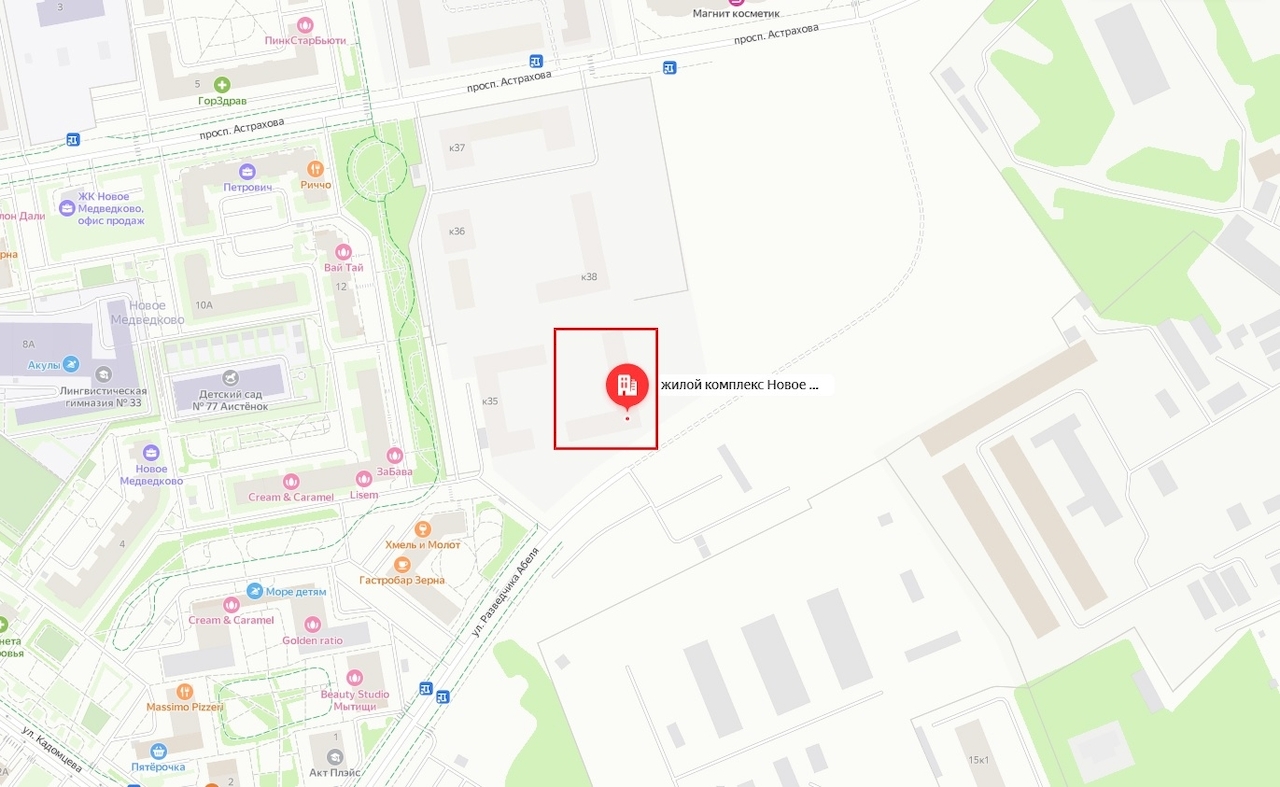 Магнит косметик
3
ПинкСтарБьюти
просп. Астрахова
5
просп. Астрахова
ГорЗдрав
просп. Астрахова
к37
Петрович
Риччо
ЖК Новое
Медведково,
офис продаж
лон Дали
к36
рна
Вай Тай
к38
12
10А
Новое
Медведково
8А
Акулы
Лингвистическая
гимназия № 33
Детский сад
№ 77 Аистёнок
жилой комплекс Новое ...
к35
ЗаБава
Новое
Медведково
Cream & Caramel
Lisem
4
Хмель и Молот
Гастробар Зерна
ул. Разведчика Абеля
Море детям
Cream & Caramel
Golden ratio
нета
ровья
Beauty Studio
Мытищи
Massimo Pizzeri
ул. Кадомцева
1
Пятёрочка
Акт Плэйс
15к1
2А
2